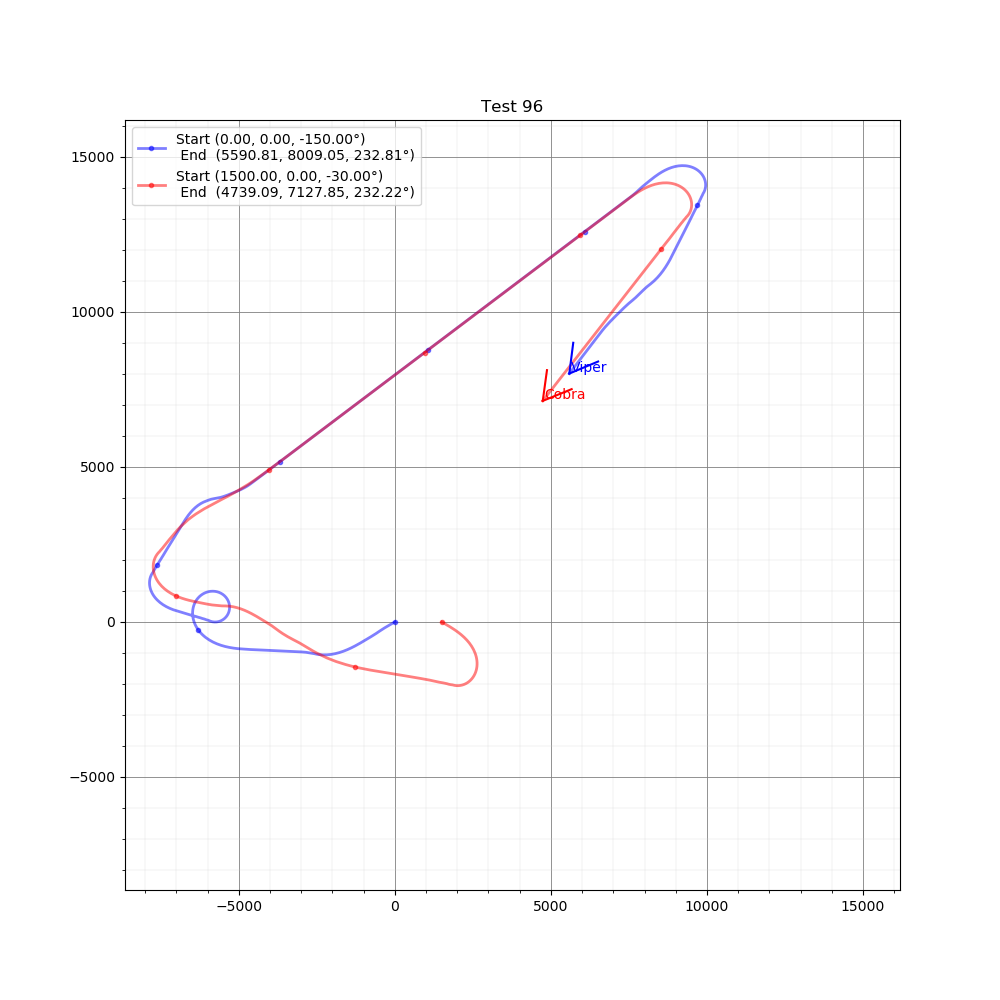 Test 96
Start (0.00, 0.00, -150.00°)
End (5590.81, 8009.05, 232.81°)
Start (1500.00, 0.00, -30.00°)
End (4739.09, 7127.85, 232.22°)
15000
10000
5000
0
−5000
Viper
Cobra
−5000
0
5000
10000
15000